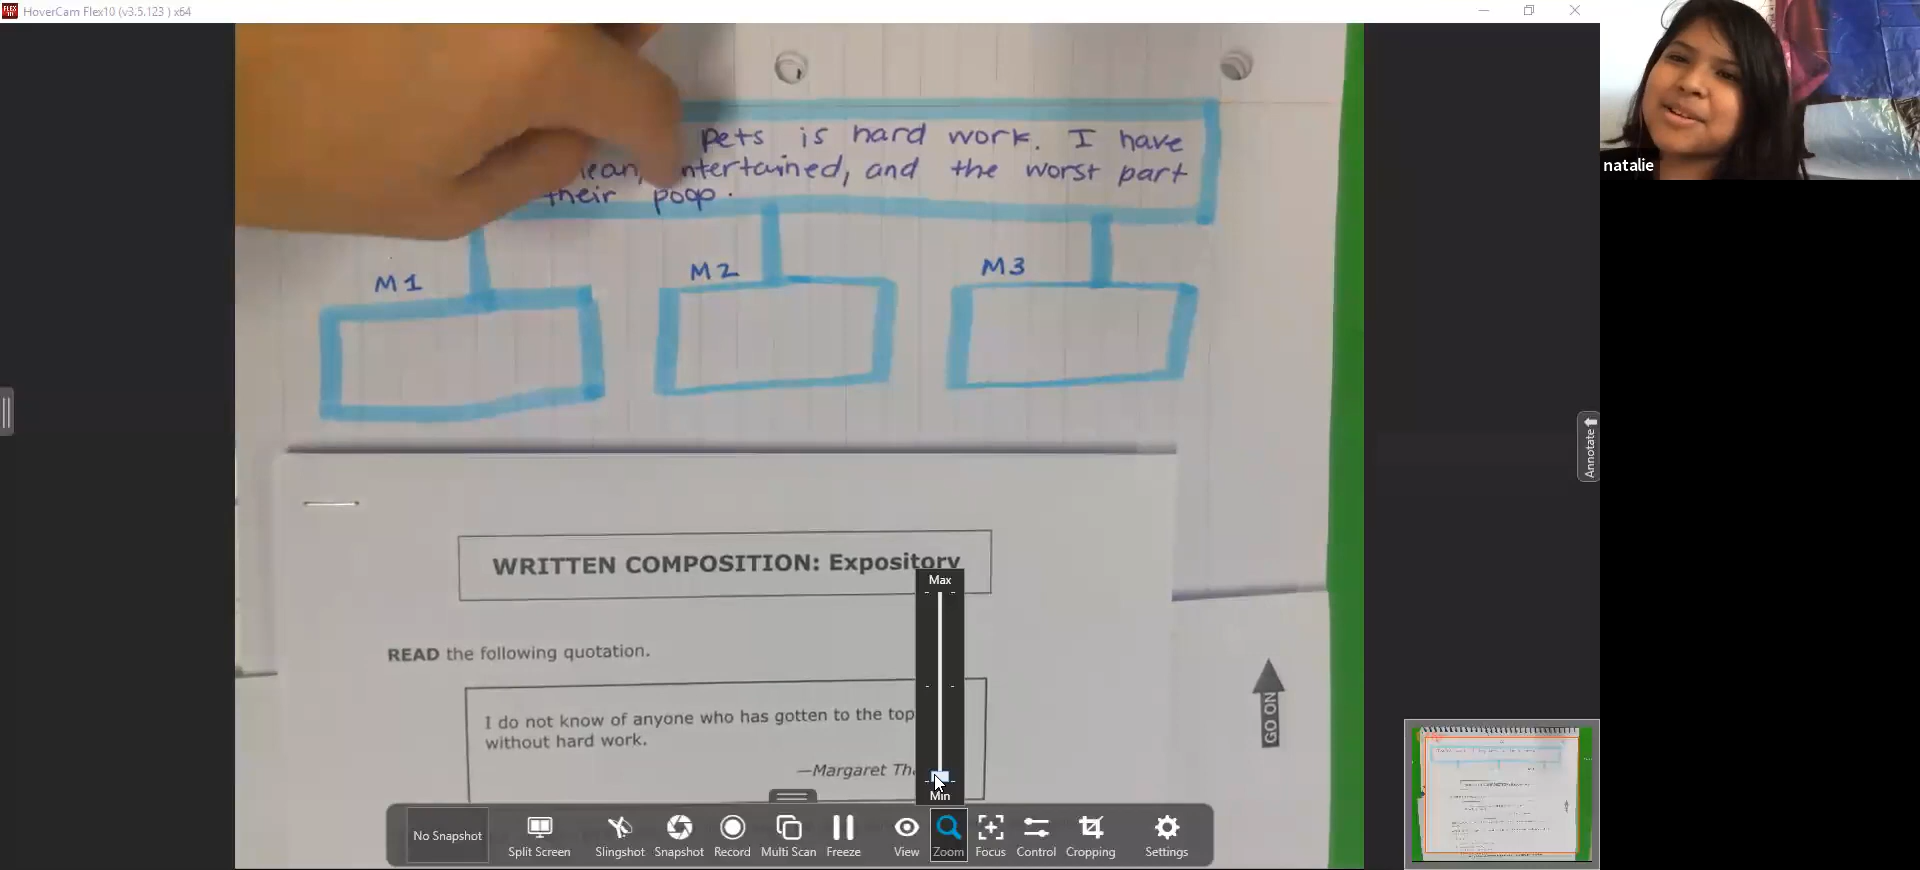 HoverCam Flex10 (v3.5.123 ) x64
natalie
pets is hard work. I have
lean, ntertained, and the worst part
their poop.
M1
M2
M3
Annotate
WRITTEN COMPOSITION: Expository
READ the following quotation.
I do not know of anyone who has gotten to the top
without hard work.
—Margaret Tha
GO ON
Max
Min
No Snapshot
Split Screen
Slingshot
Snapshot
Record
Multi Scan
Freeze
View
Zoom
Focus
Control
Cropping
Settings